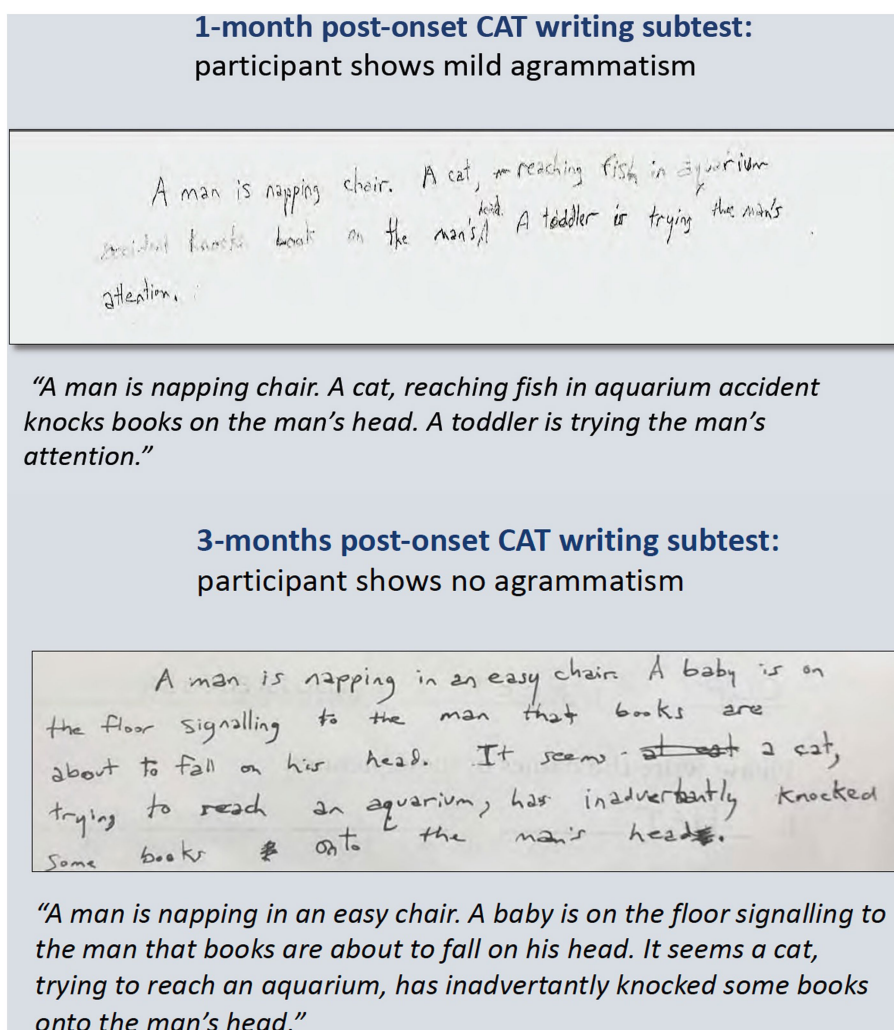 1-month post-onset CAT writing subtest:
participant shows mild agrammatism
A man is napping chair. A cat, reaching fish in aquarium
accident knocks book on the man's head. A toddler is trying the man's
attention.
“A man is napping chair. A cat, reaching fish in aquarium accident
knocks books on the man’s head. A toddler is trying the man’s
attention.”
3-months post-onset CAT writing subtest:
participant shows no agrammatism
A man is napping in an easy chair. A baby is on
the floor signalling to the man that books are
about to fall on his head. It seems a cat,
trying to reach an aquarium, has inadvertantly knocked
some books onto the man's head.
“A man is napping in an easy chair. A baby is on the floor signalling to
the man that books are about to fall on his head. It seems a cat,
trying to reach an aquarium, has inadvertantly knocked some books
onto the man’s head.”